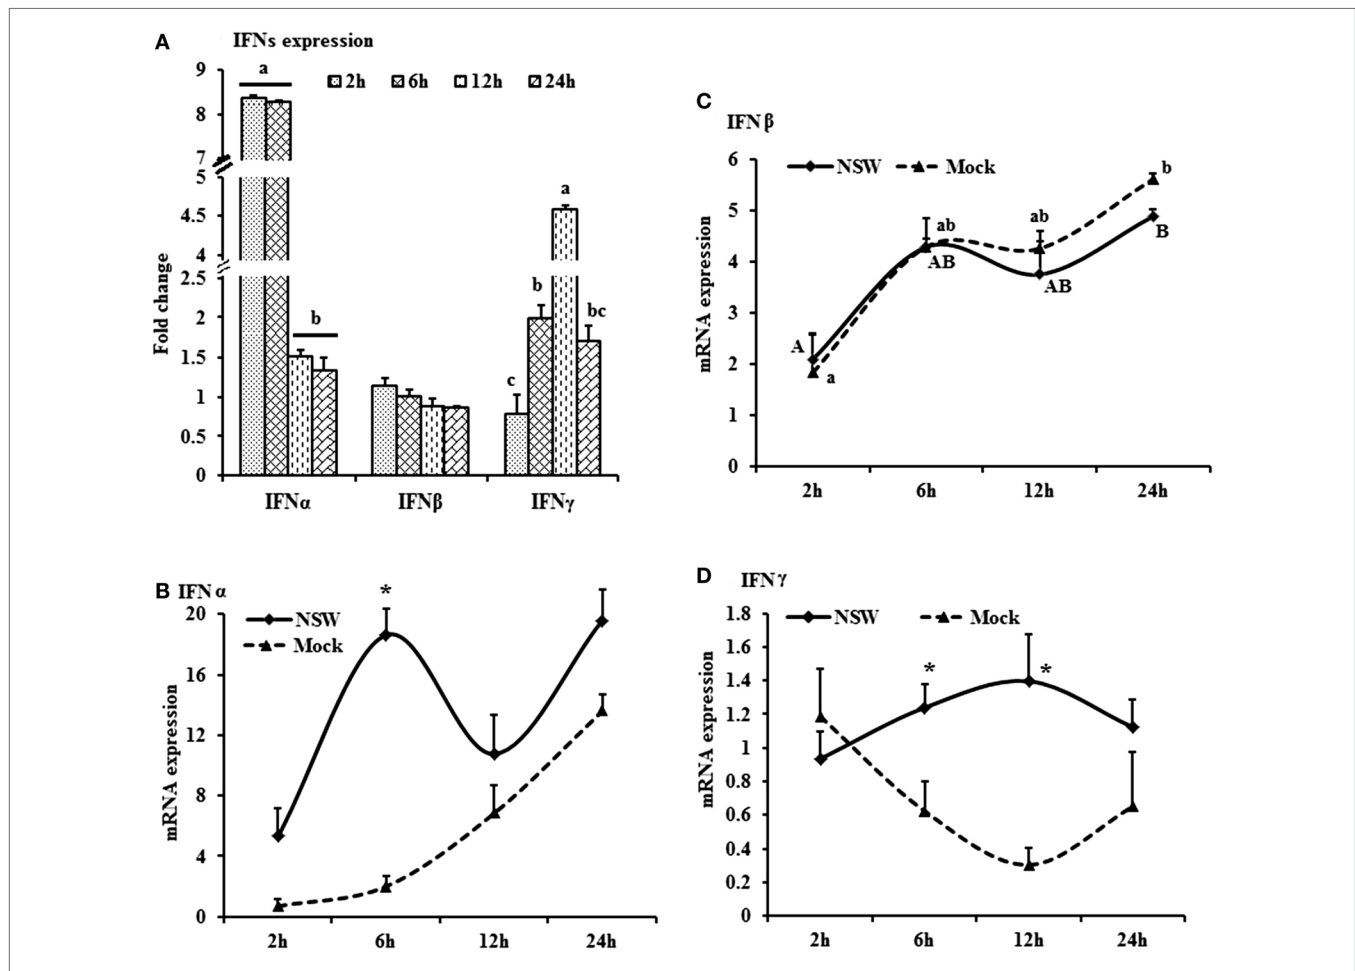 A
IFNs expression
9
8
7
5
4.5
4
2.5
2
1.5
1
0.5
0
Fold change
2h 6h 12h 24h
a
b
c
b
a
bc
IFNα IFNβ IFNγ
C
IFNβ
NSW Mock
6
5
4
3
2
1
0
mRNA expression
A
a
ab
AB
ab
AB
b
B
2h 6h 12h 24h
B IFNα
NSW
Mock
20
16
12
8
4
0
mRNA expression
*
2h 6h 12h 24h
D IFNγ
NSW Mock
1.8
1.6
1.4
1.2
1
0.8
0.6
0.4
0.2
0
mRNA expression
*
*
2h 6h 12h 24h